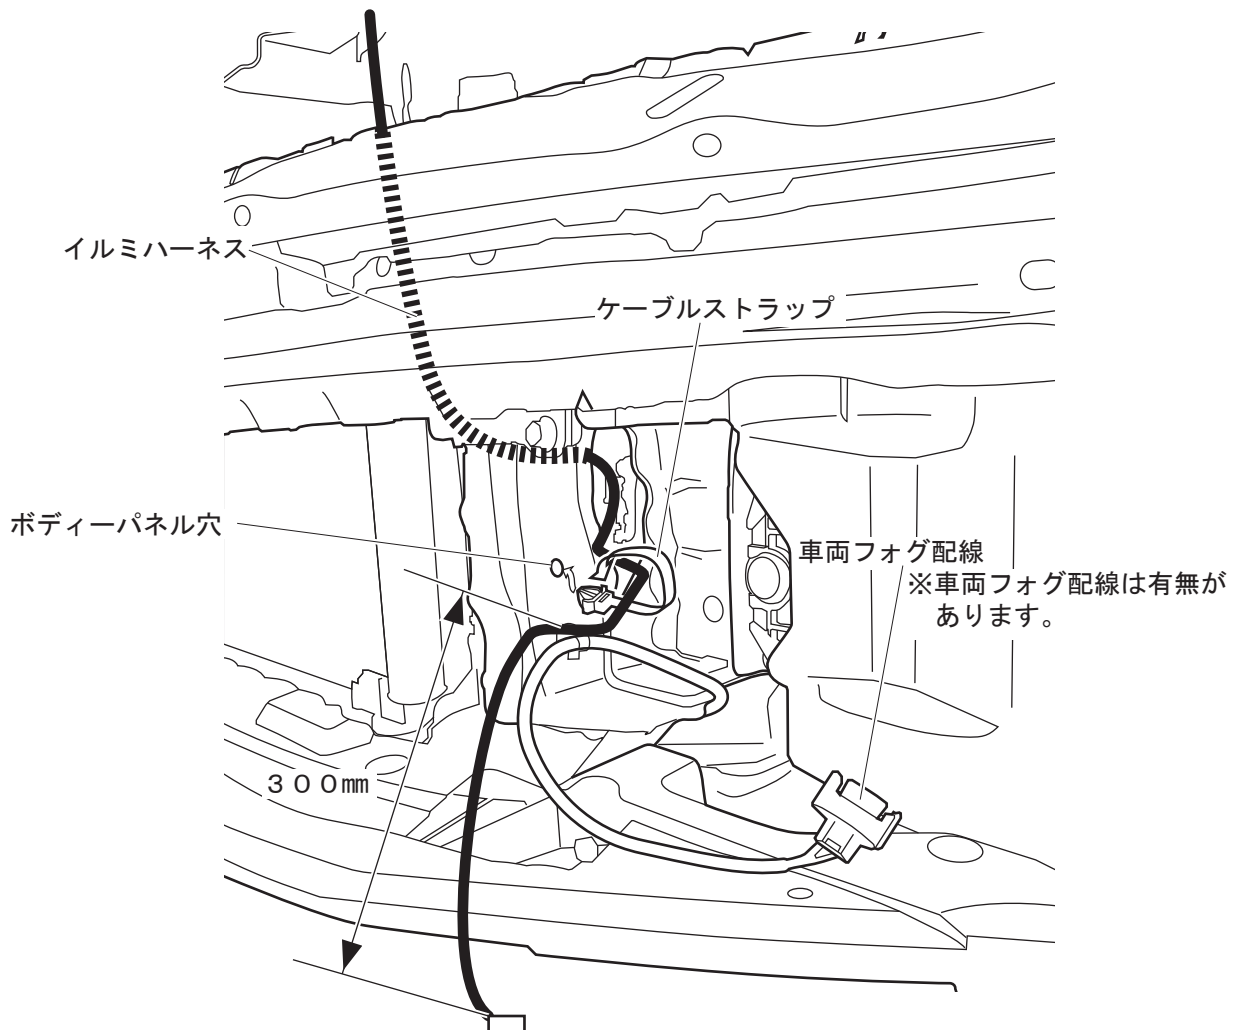 イルミハーネス
ケーブルストラップ
ボディーパネル穴
車両フォグ配線
※車両フォグ配線は有無が
あります。
３００㎜